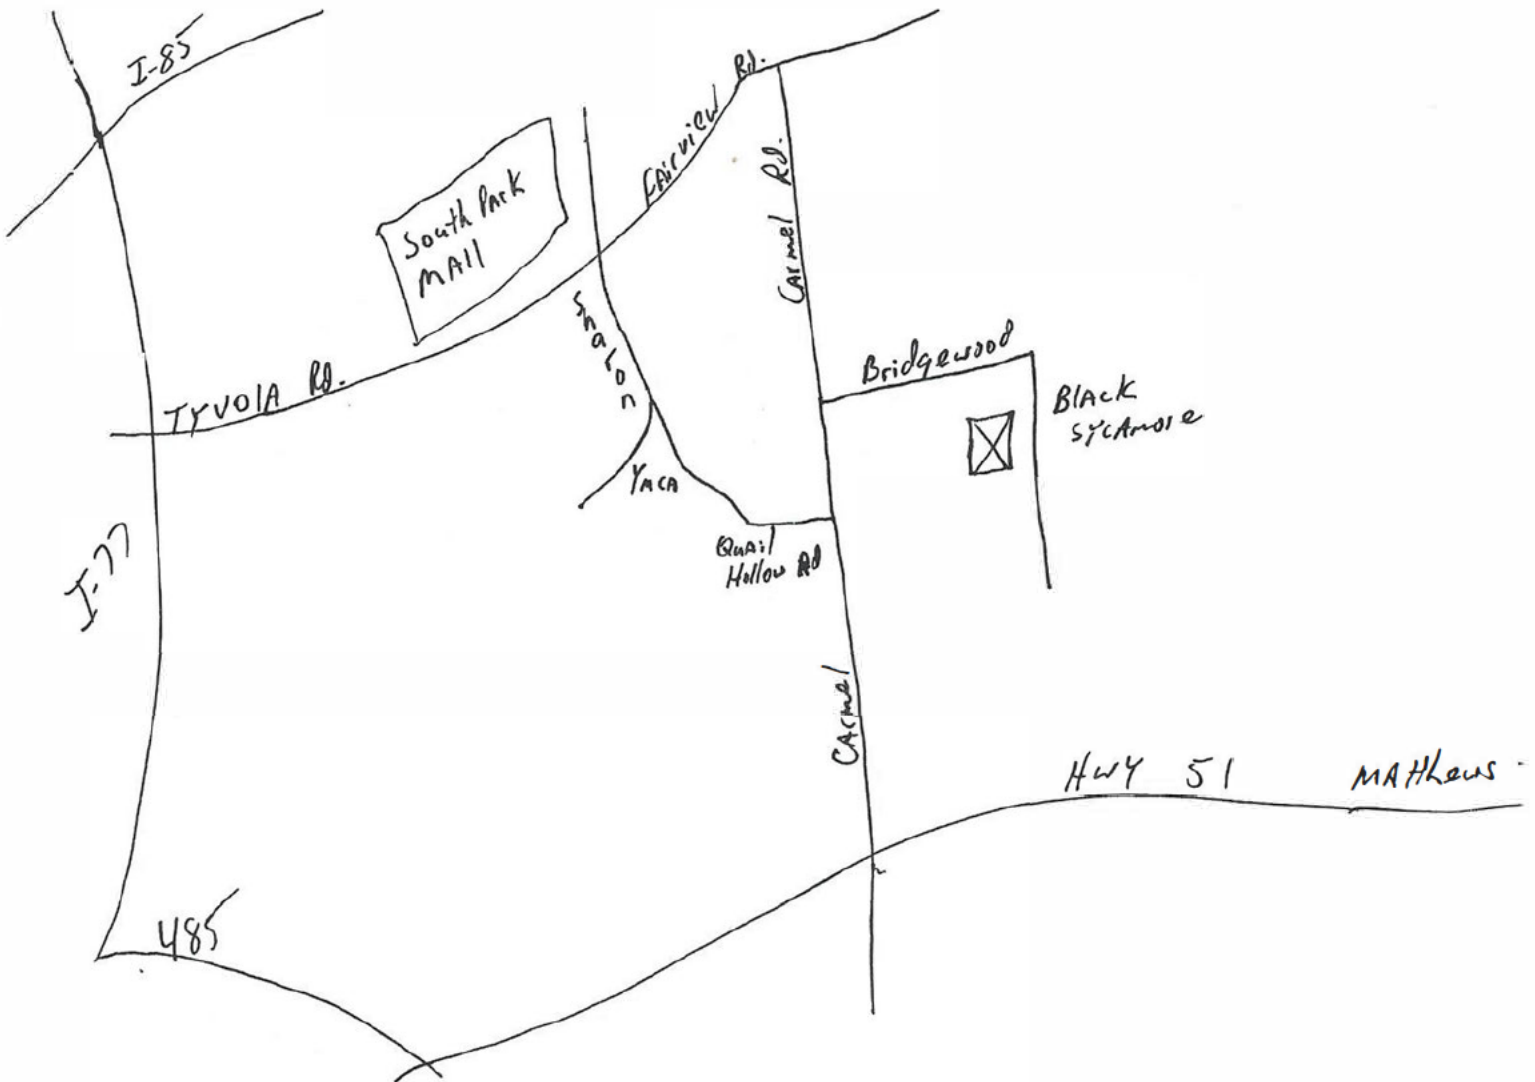 I-85
Rd.
FAirview
South PArk
MAll
CArmel Rd.
Sharon
TYVOlA Rd.
Bridgewood
BlAck
SYcAmore
YMCA
QuAil
Hollow Rd
I-77
CArmel
HWY 51
MAtthews
485